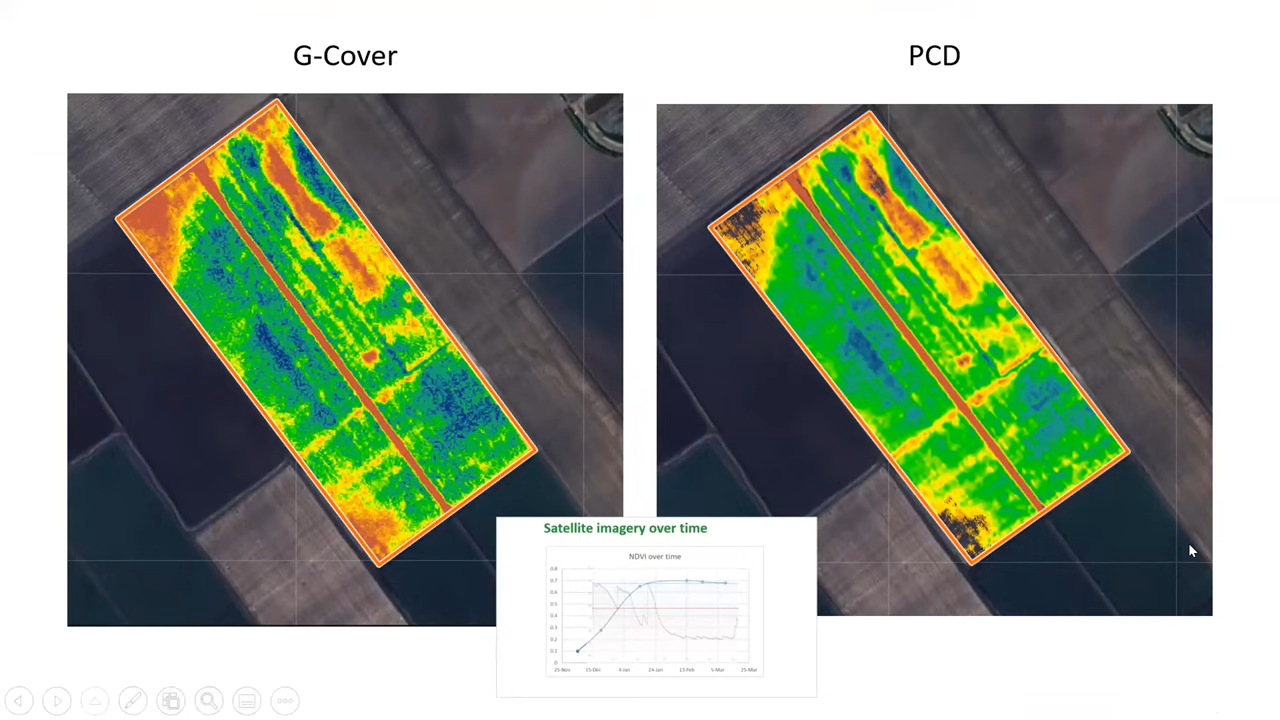 G-Cover
PCD
Satellite imagery over time
NDVI over time
0.8
0.7
0.6
0.5
0.4
0.3
0.2
0.1
0
25-Nov 15-Dec 4-Jan 24-Jan 13-Feb 5-Mar 25-Mar